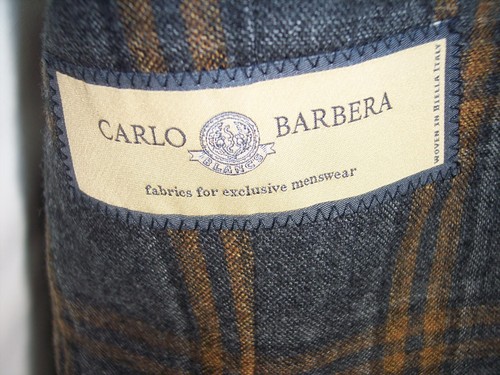 CARLO BARBERA
fabrics for exclusive menswear
WOVEN IN BIELLA ITALY